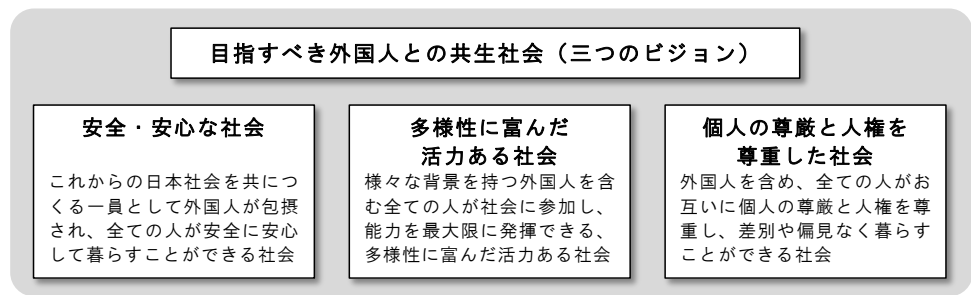 目指すべき外国人との共生社会（三つのビジョン）
安全・安心な社会
これからの日本社会を共につ
くる一員として外国人が包摂
され、全ての人が安全に安心
して暮らすことができる社会
多様性に富んだ
活力ある社会
様々な背景を持つ外国人を含
む全ての人が社会に参加し、
能力を最大限に発揮できる、
多様性に富んだ活力ある社会
個人の尊厳と人権を
尊重した社会
外国人を含め、全ての人がお
互いに個人の尊厳と人権を尊
重し、差別や偏見なく暮らす
ことができる社会